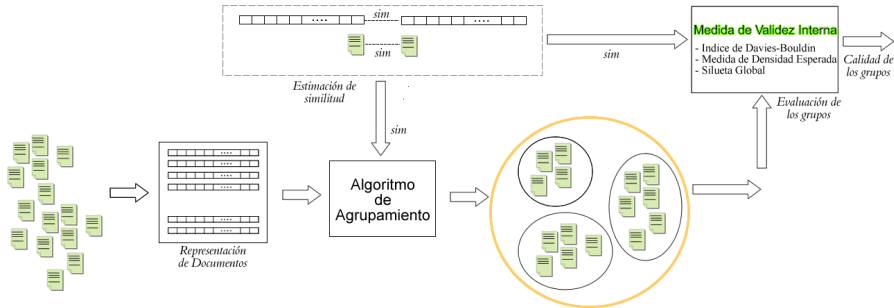 sim
sim
Estimación de
similitud
sim
sim
Medida de Validez Interna
- Indice de Davies-Bouldin
- Medida de Densidad Esperada
- Silueta Global
Calidad de
los grupos
Evaluación de
los grupos
Representación
de Documentos
Algoritmo
de
Agrupamiento